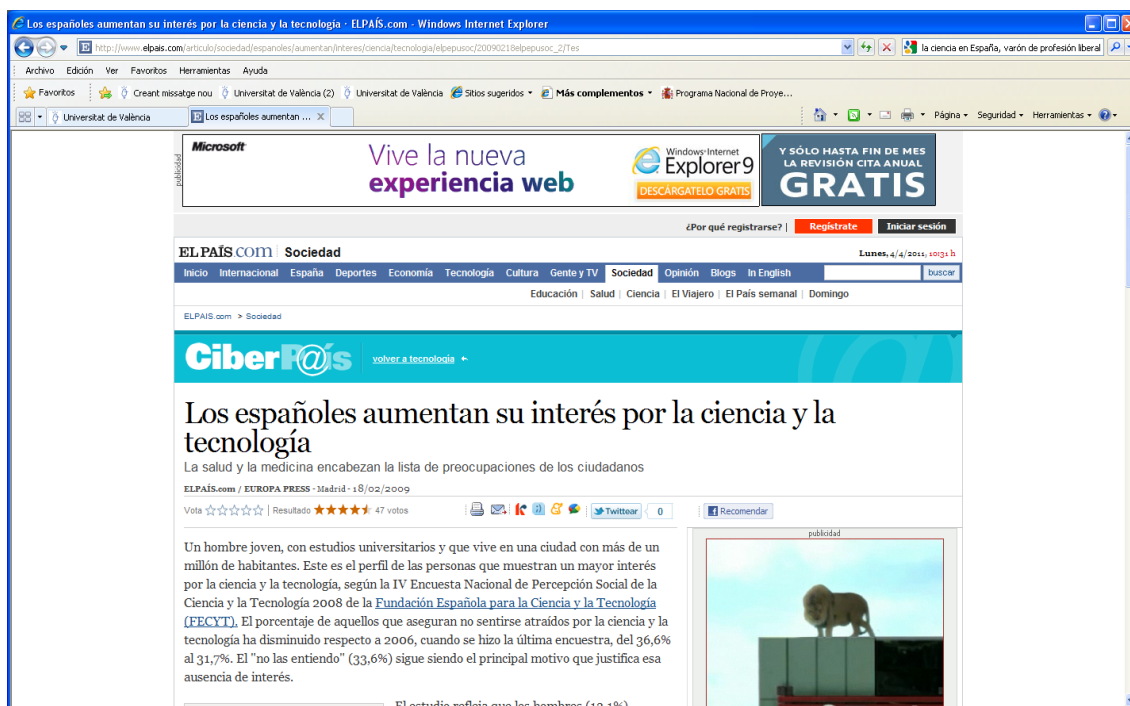 Los españoles aumentan su interés por la ciencia y la tecnología · ELPAÍS.com - Windows Internet Explorer
http://www.elpais.com/articulo/sociedad/espanoles/aumentan/interes/ciencia/tecnologia/elpepusoc/20090218elpepusoc_2/Tes
la ciencia en España, varón de profesión liberal
Archivo Edición Ver Favoritos Herramientas Ayuda
Favoritos Creant missatge nou Universitat de València (2) Universitat de València Sitios sugeridos Más complementos Programa Nacional de Proye...
Universitat de València Los españoles aumentan ... X Página Seguridad Herramientas
publicidad
Microsoft
Vive la nueva
experiencia web
Windows Internet
Explorer 9
DESCÁRGATELO GRATIS
Y SÓLO HASTA FIN DE MES
LA REVISIÓN CITA ANUAL
GRATIS
¿Por qué registrarse? | Regístrate Iniciar sesión
EL PAÍS.COM Sociedad Lunes, 4/4/2011, 10:31 h
Inicio Internacional España Deportes Economía Tecnología Cultura Gente y TV Sociedad Opinión Blogs In English buscar
Educación | Salud | Ciencia | El Viajero | El País semanal | Domingo
ELPAIS.com > Sociedad
CiberP@ís volver a tecnología
Los españoles aumentan su interés por la ciencia y la
tecnología
La salud y la medicina encabezan la lista de preocupaciones de los ciudadanos
ELPAÍS.com / EUROPA PRESS - Madrid - 18/02/2009
Vota | Resultado 47 votos Twittear 0 Recomendar
Un hombre joven, con estudios universitarios y que vive en una ciudad con más de un
millón de habitantes. Este es el perfil de las personas que muestran un mayor interés
por la ciencia y la tecnología, según la IV Encuesta Nacional de Percepción Social de la
Ciencia y la Tecnología 2008 de la Fundación Española para la Ciencia y la Tecnología
(FECYT). El porcentaje de aquellos que aseguran no sentirse atraídos por la ciencia y la
tecnología ha disminuido respecto a 2006, cuando se hizo la última encuesta, del 36,6%
al 31,7%. El "no las entiendo" (33,6%) sigue siendo el principal motivo que justifica esa
ausencia de interés.
publicidad
El estudio refleja que los hombres (13,1%)